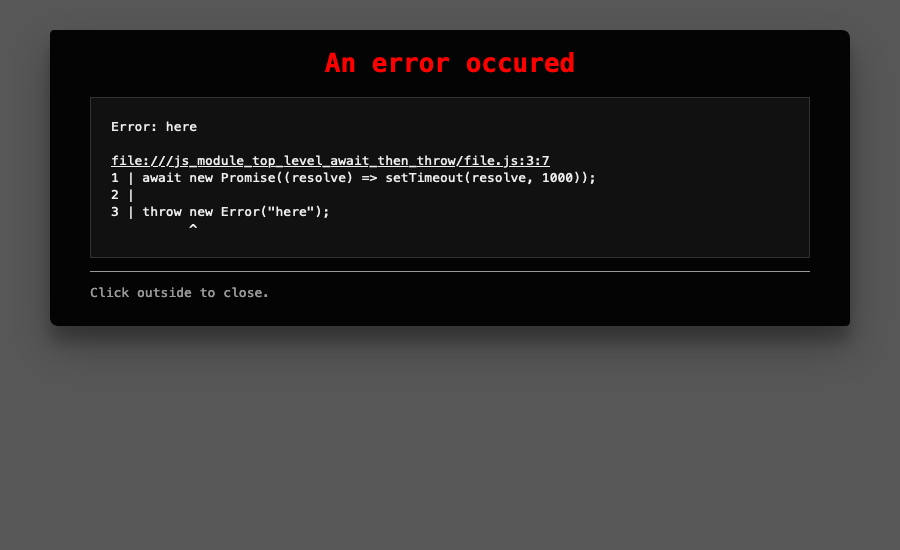 An error occured
Error: here
file:///js_module_top_level_await_then_throw/file.js:3:7
1 | await new Promise((resolve) => setTimeout(resolve, 1000));
2 |
3 | throw new Error("here");
^
Click outside to close.